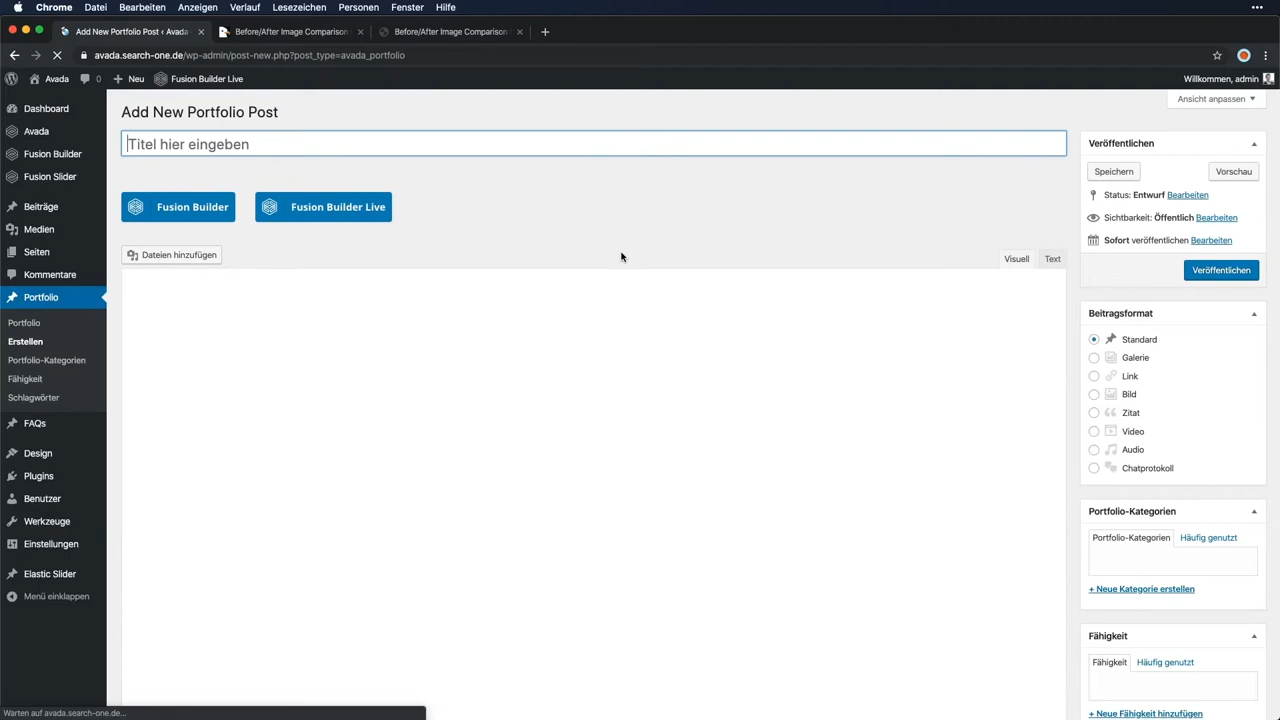 Chrome Datei Bearbeiten Anzeigen Verlauf Lesezeichen Personen Fenster Hilfe
Add New Portfolio Post ‹ Avada
Before/After Image Comparison
Before/After Image Comparison
avada.search-one.de/wp-admin/post-new.php?post_type=avada_portfolio
Avada 0 Neu Fusion Builder Live Willkommen, admin
Ansicht anpassen
Dashboard
Avada
Fusion Builder
Fusion Slider
Beiträge
Medien
Seiten
Kommentare
Portfolio
Portfolio
Erstellen
Portfolio-Kategorien
Fähigkeit
Schlagwörter
FAQs
Design
Plugins
Benutzer
Werkzeuge
Einstellungen
Elastic Slider
Menü einklappen
Add New Portfolio Post
Titel hier eingeben
Fusion Builder Fusion Builder Live
Dateien hinzufügen
Visuell Text
Veröffentlichen
Speichern Vorschau
Status: Entwurf Bearbeiten
Sichtbarkeit: Öffentlich Bearbeiten
Sofort veröffentlichen Bearbeiten
Veröffentlichen
Beitragsformat
Standard
Galerie
Link
Bild
Zitat
Video
Audio
Chatprotokoll
Portfolio-Kategorien
Portfolio-Kategorien Häufig genutzt
+ Neue Kategorie erstellen
Fähigkeit
Fähigkeit Häufig genutzt
+ Neue Fähigkeit hinzufügen
Warten auf avada.search-one.de...